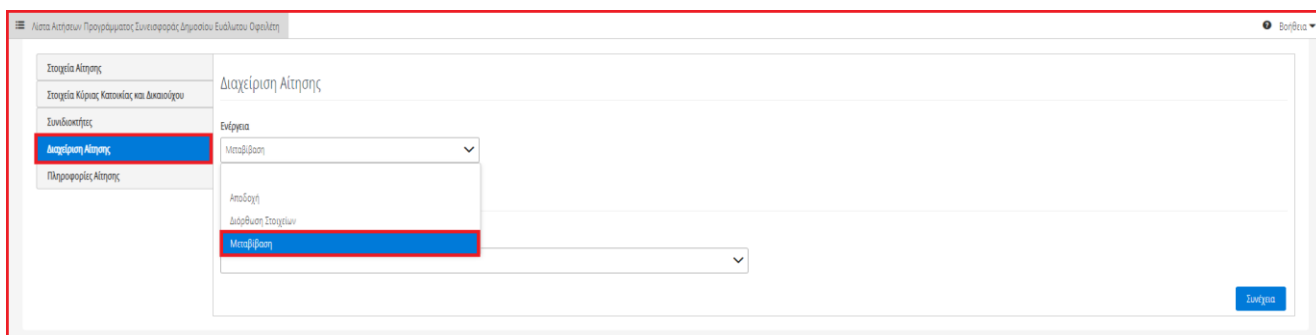 Λίστα Αιτήσεων Προγράμματος Συνεισφοράς Δημοσίου Ευάλωτου Οφειλέτη
Βοήθεια
Στοιχεία Αίτησης
Στοιχεία Κύριας Κατοικίας και Δικαιούχου
Συνιδιοκτήτες
Διαχείριση Αίτησης
Πληροφορίες Αίτησης
Διαχείριση Αίτησης
Ενέργεια
Μεταβίβαση
Αποδοχή
Διόρθωση Στοιχείων
Μεταβίβαση
Συνέχεια